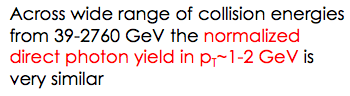 Across wide range of collision energies
from 39-2760 GeV the normalized
direct photon yield in pT~1-2 GeV is
very similar